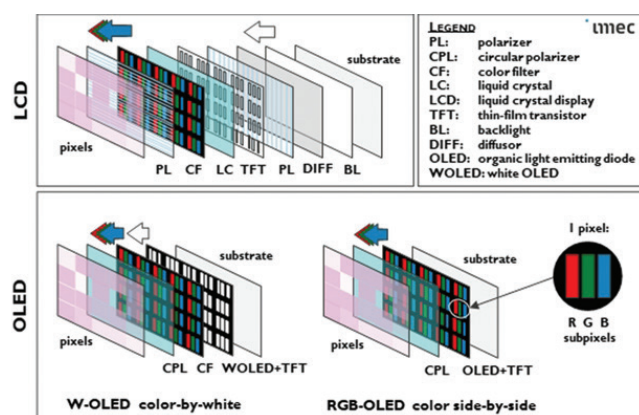 LCD
substrate
pixels
PL CF LC TFT PL DIFF BL
LEGEND
imec
PL: polarizer
CPL: circular polarizer
CF: color filter
LC: liquid crystal
LCD: liquid crystal display
TFT: thin-film transistor
BL: backlight
DIFF: diffusor
OLED: organic light emitting diode
WOLED: white OLED
OLED
substrate
pixels
CPL CF WOLED+TFT
W-OLED color-by-white
substrate
pixels
CPL OLED+TFT
RGB-OLED color side-by-side
1 pixel:
R G B
subpixels